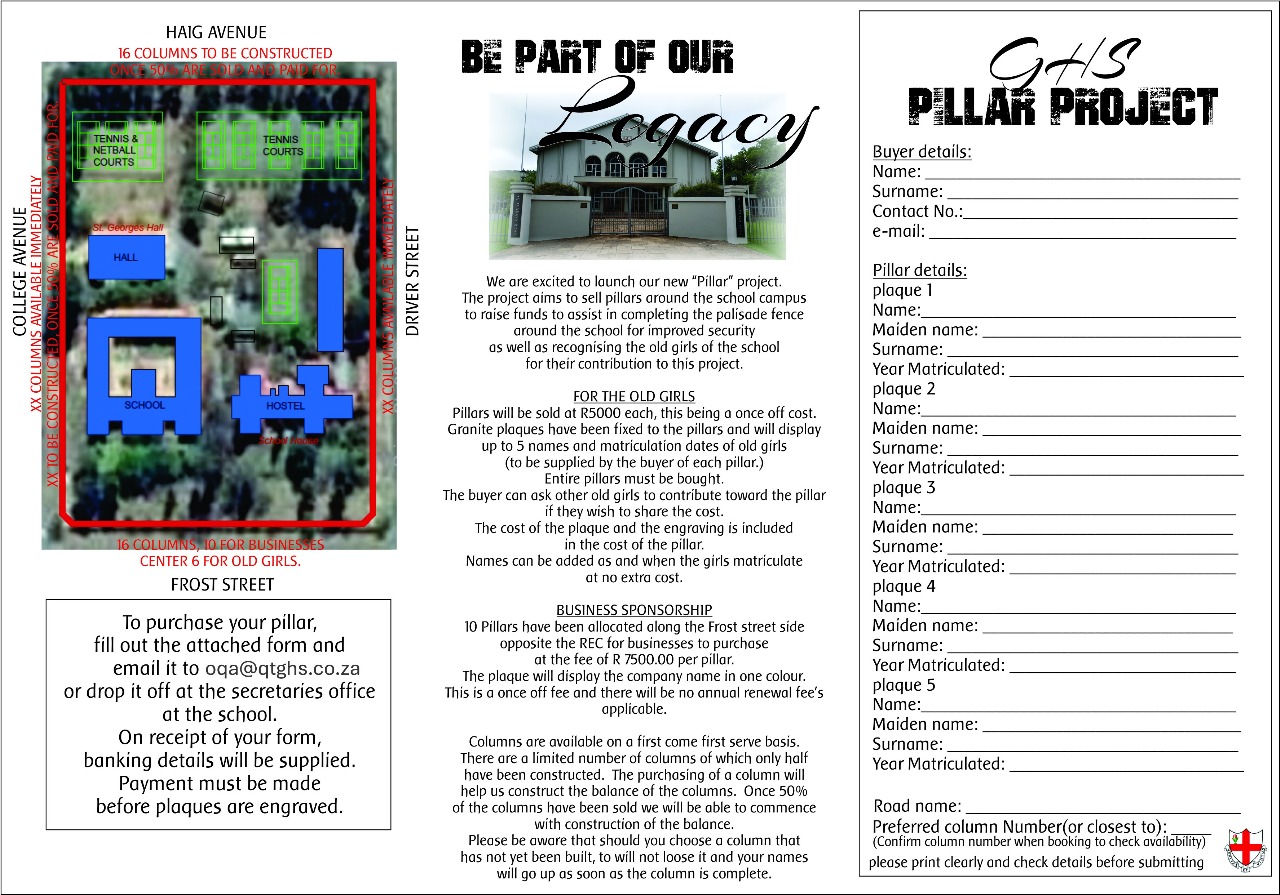 HAIG AVENUE
16 COLUMNS TO BE CONSTRUCTED
ONCE 50% ARE SOLD AND PAID FOR
COLLEGE AVENUE
XX COLUMNS AVAILABLE IMMEDIATELY
XX TO BE CONSTRUCTED, ONCE 50% ARE SOLD AND PAID FOR.
TENNIS &
NETBALL
COURTS
TENNIS
COURTS
St. Georges Hall
HALL
SCHOOL
HOSTEL
School House
XX COLUMNS AVAILABLE IMMEDIATELY
DRIVER STREET
16 COLUMNS, 10 FOR BUSINESSES
CENTER 6 FOR OLD GIRLS.
FROST STREET
To purchase your pillar,
fill out the attached form and
email it to oqa@qtghs.co.za
or drop it off at the secretaries office
at the school.
On receipt of your form,
banking details will be supplied.
Payment must be made
before plaques are engraved.
BE PART OF OUR
Legacy
We are excited to launch our new “Pillar” project.
The project aims to sell pillars around the school campus
to raise funds to assist in completing the palisade fence
around the school for improved security
as well as recognising the old girls of the school
for their contribution to this project.
FOR THE OLD GIRLS
Pillars will be sold at R5000 each, this being a once off cost.
Granite plaques have been fixed to the pillars and will display
up to 5 names and matriculation dates of old girls
(to be supplied by the buyer of each pillar.)
Entire pillars must be bought.
The buyer can ask other old girls to contribute toward the pillar
if they wish to share the cost.
The cost of the plaque and the engraving is included
in the cost of the pillar.
Names can be added as and when the girls matriculate
at no extra cost.
BUSINESS SPONSORSHIP
10 Pillars have been allocated along the Frost street side
opposite the REC for businesses to purchase
at the fee of R 7500.00 per pillar.
The plaque will display the company name in one colour.
This is a once off fee and there will be no annual renewal fee’s
applicable.
Columns are available on a first come first serve basis.
There are a limited number of columns of which only half
have been constructed. The purchasing of a column will
help us construct the balance of the columns. Once 50%
of the columns have been sold we will be able to commence
with construction of the balance.
Please be aware that should you choose a column that
has not yet been built, to will not loose it and your names
will go up as soon as the column is complete.
GHS
PILLAR PROJECT
Buyer details:
Name:
Surname:
Contact No.:
e-mail:
Pillar details:
plaque 1
Name:
Maiden name:
Surname:
Year Matriculated:
plaque 2
Name:
Maiden name:
Surname:
Year Matriculated:
plaque 3
Name:
Maiden name:
Surname:
Year Matriculated:
plaque 4
Name:
Maiden name:
Surname:
Year Matriculated:
plaque 5
Name:
Maiden name:
Surname:
Year Matriculated:
Road name:
Preferred column Number(or closest to):
(Confirm column number when booking to check availability)
please print clearly and check details before submitting